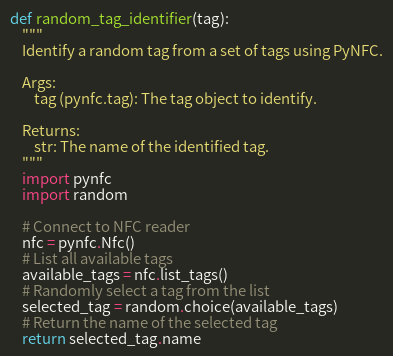 def random_tag_identifier(tag):
    """
    Identify a random tag from a set of tags using PyNFC.

    Args:
        tag (pynfc.tag): The tag object to identify.

    Returns:
        str: The name of the identified tag.
    """
    import pynfc
    import random

    # Connect to NFC reader
    nfc = pynfc.Nfc()
    # List all available tags
    available_tags = nfc.list_tags()
    # Randomly select a tag from the list
    selected_tag = random.choice(available_tags)
    # Return the name of the selected tag
    return selected_tag.name